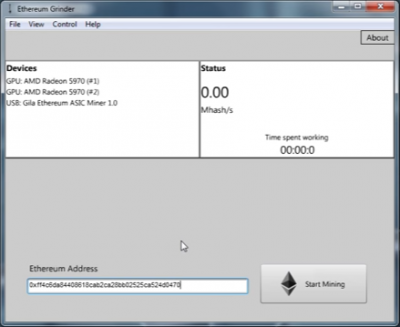 Ethereum Grinder
File View Control Help
About
Devices
GPU: AMD Radeon 5970 (#1)
GPU: AMD Radeon 5970 (#2)
USB: Gila Ethereum ASIC Miner 1.0
Status
0.00
Mhash/s
Time spent working
00:00:0
Ethereum Address
0xff4c6da84408618cab2ca28bb02525ca524d0470
Start Mining